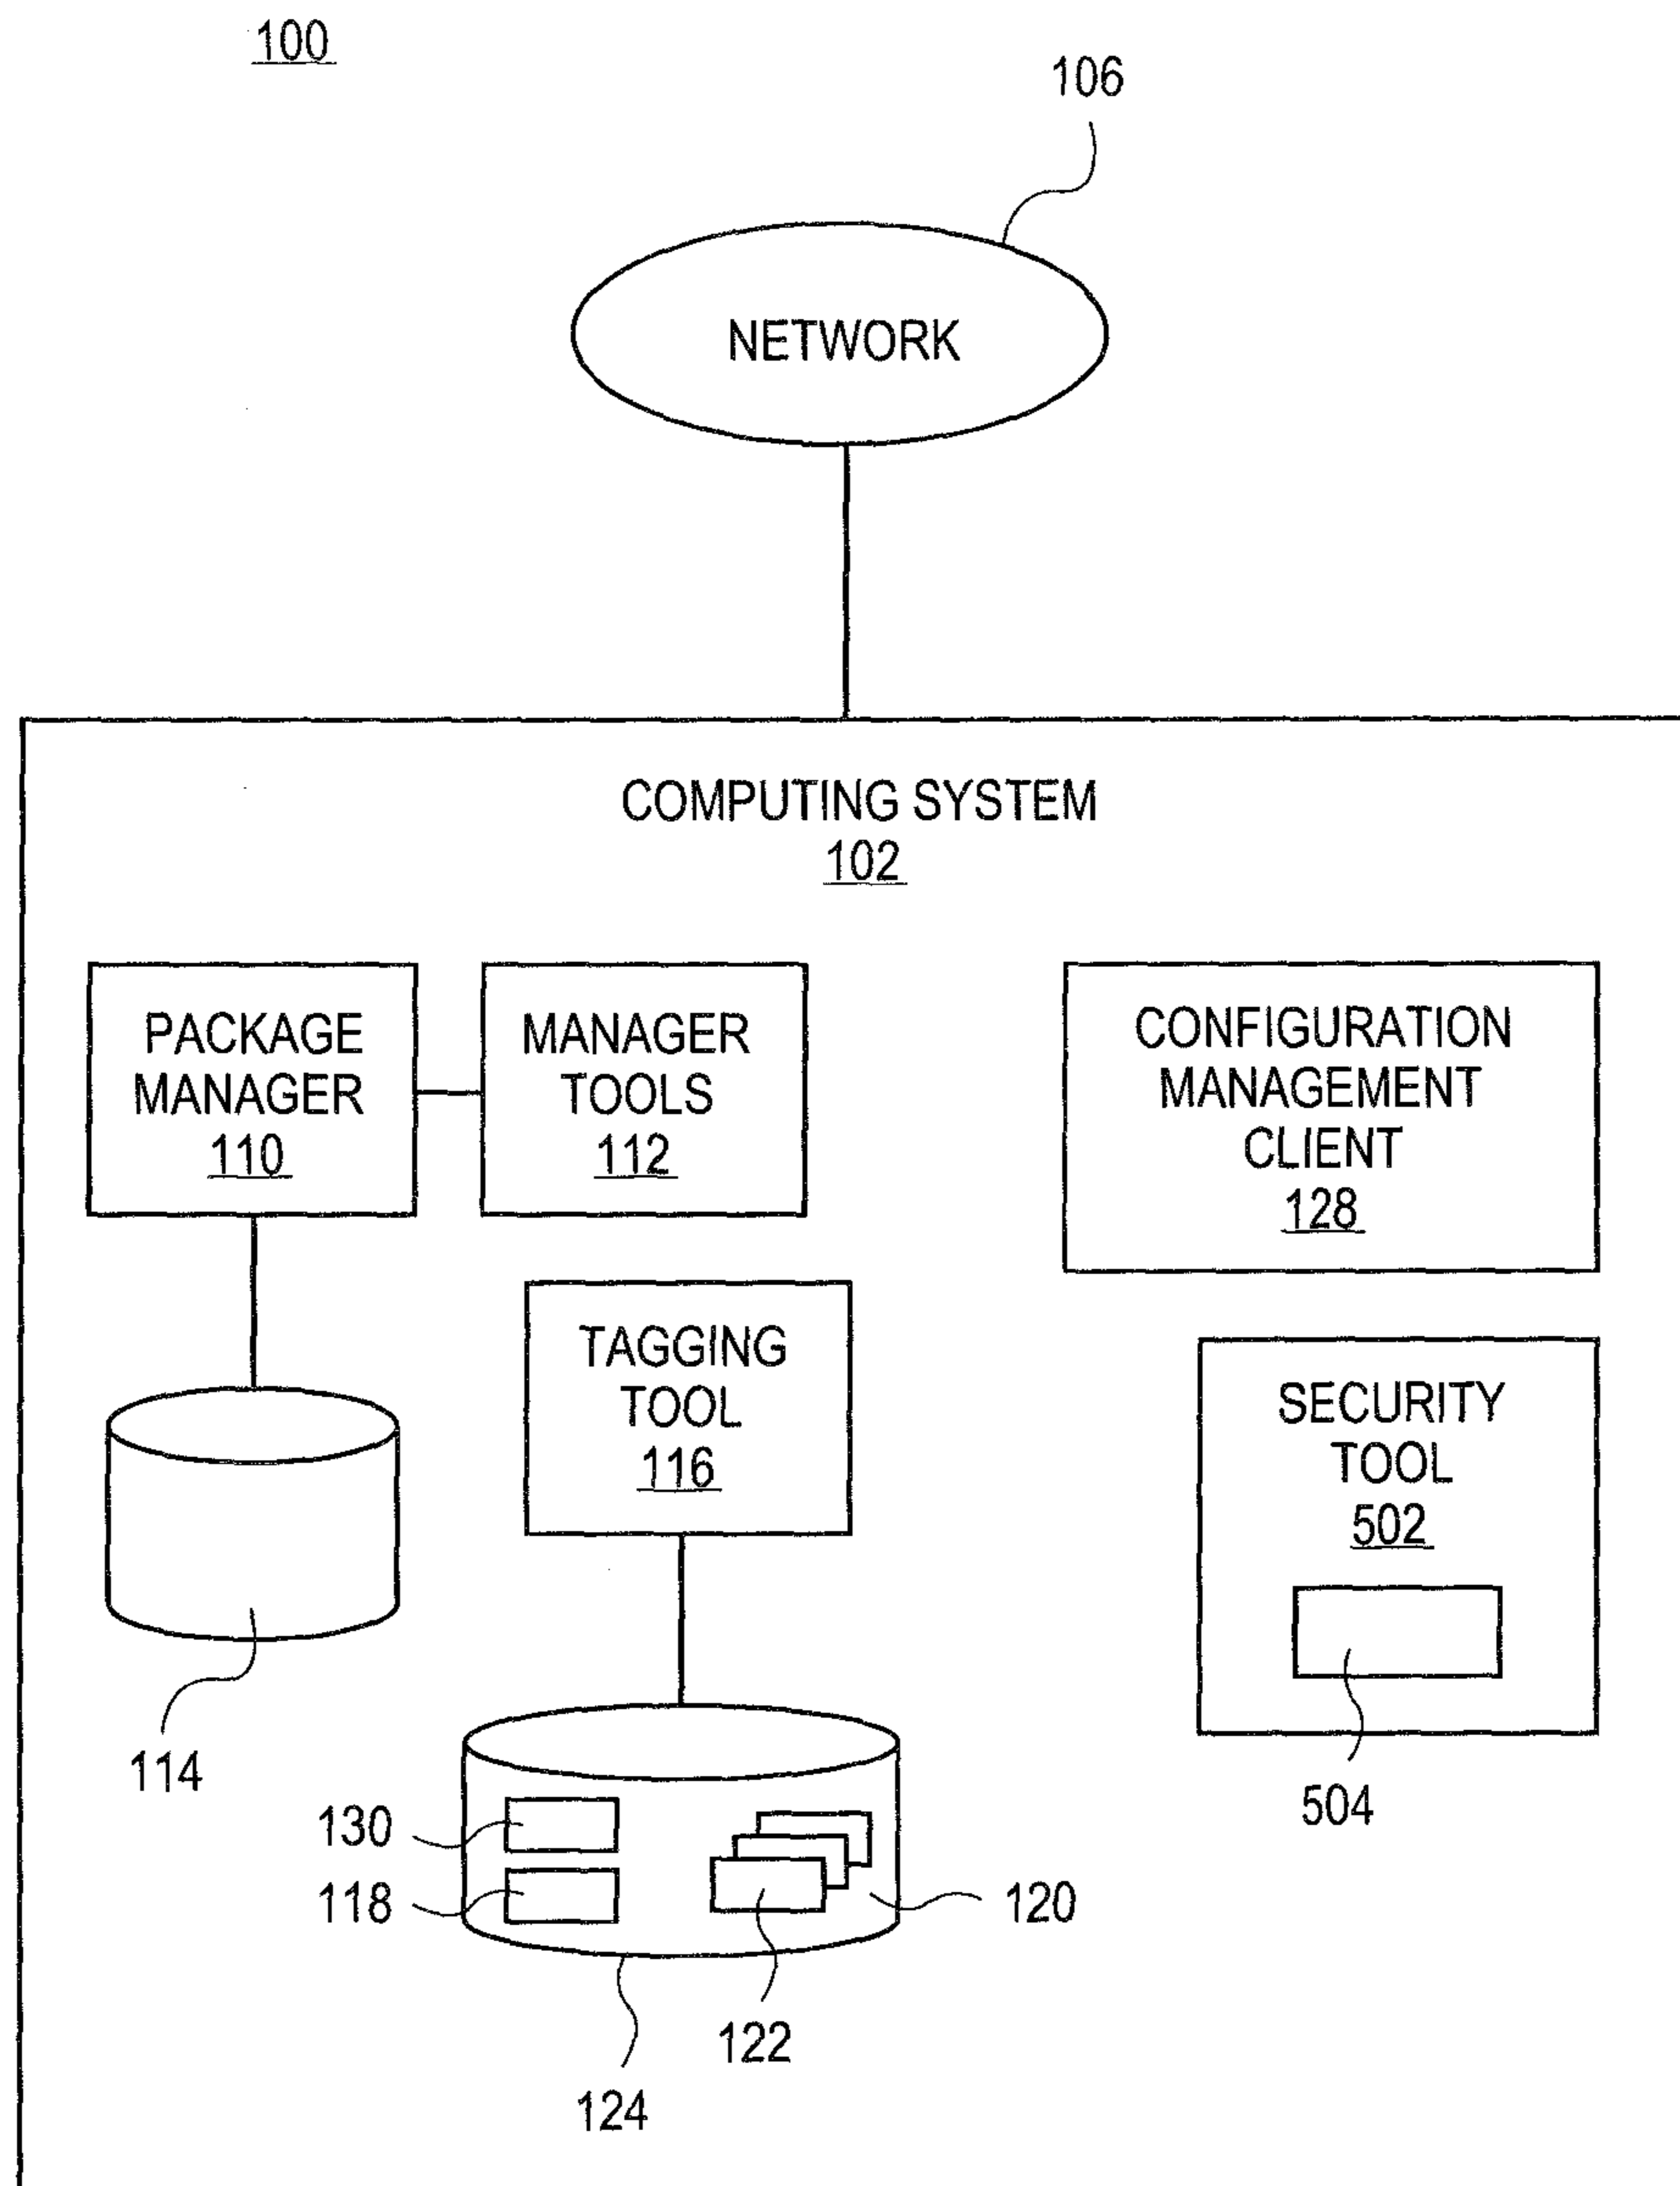 100
106
NETWORK
COMPUTING SYSTEM
102
PACKAGE
MANAGER
110
MANAGER
TOOLS
112
CONFIGURATION
MANAGEMENT
CLIENT
128
TAGGING
TOOL
116
SECURITY
TOOL
502
504
114
130
118
120
122
124